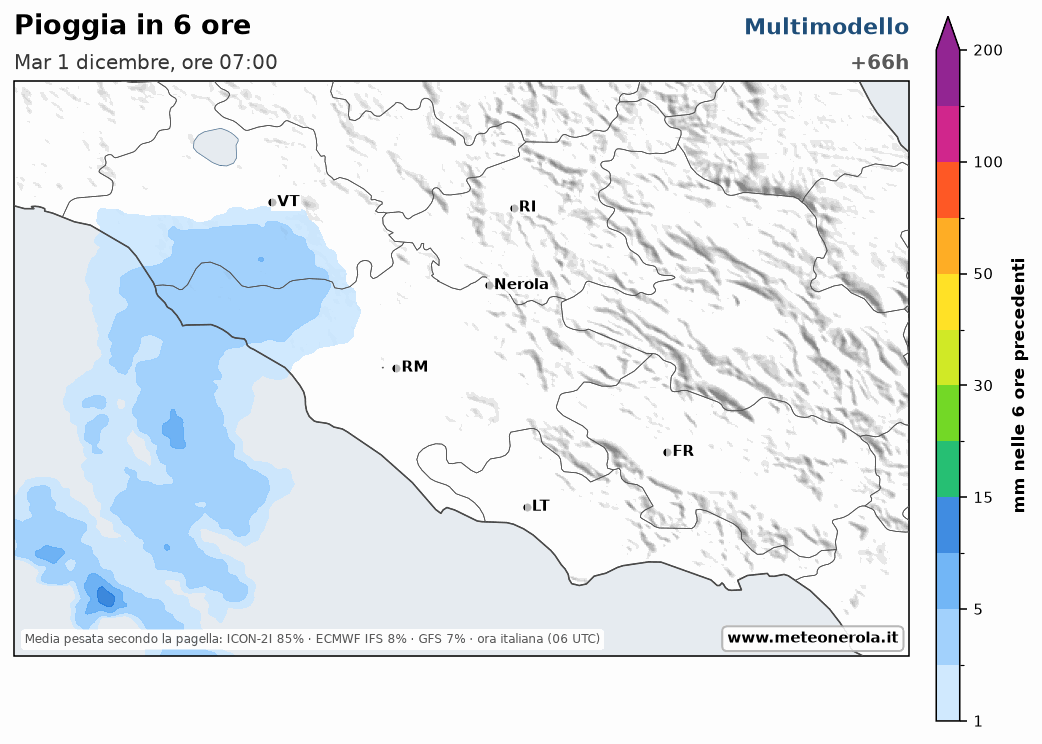 Pioggia in 6 ore
Multimodello
Mar 1 dicembre, ore 07:00
+66h
200
100
50
30
15
5
1
mm nelle 6 ore precedenti
VT
RI
Nerola
RM
FR
LT
Media pesata secondo la pagella: ICON-2I 85% · ECMWF IFS 8% · GFS 7% · ora italiana (06 UTC)
www.meteonerola.it